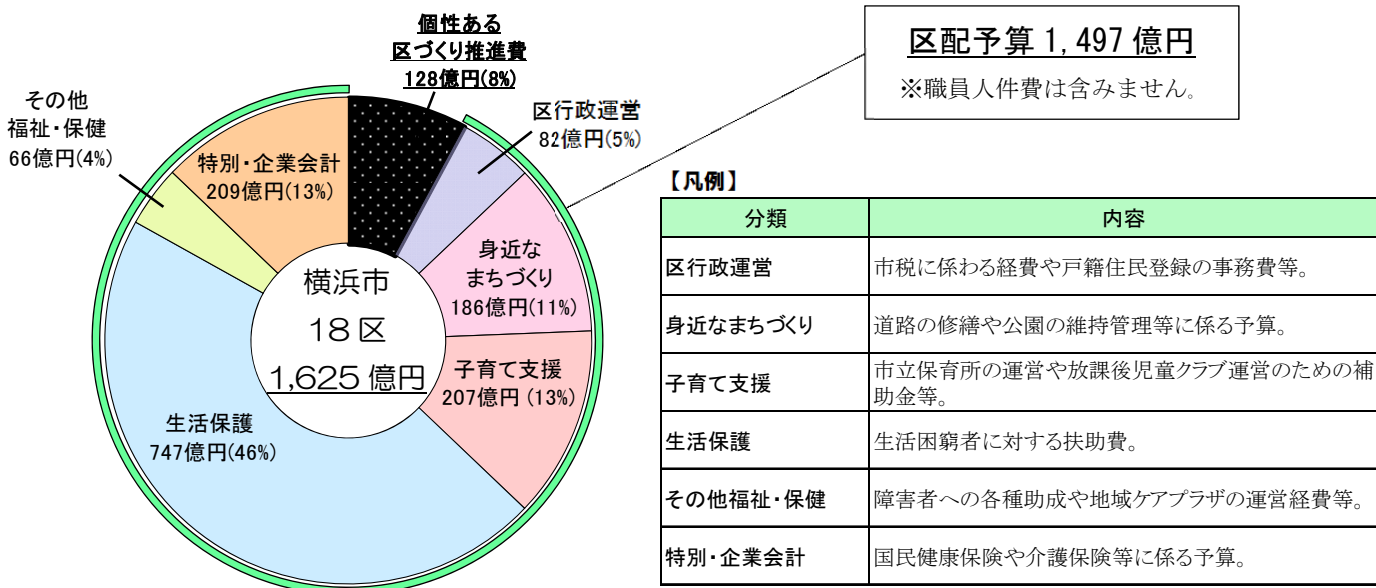 個性ある
区づくり推進費
128億円(8%)
区行政運営
82億円(5%)
身近な
まちづくり
186億円(11%)
子育て支援
207億円 (13%)
生活保護
747億円(46%)
その他
福祉・保健
66億円(4%)
特別・企業会計
209億円(13%)
横浜市
18 区
1,625 億円
区配予算 1,497 億円
※職員人件費は含みません。
【凡例】
分類 内容
区行政運営 市税に係わる経費や戸籍住民登録の事務費等。
身近なまちづくり 道路の修繕や公園の維持管理等に係る予算。
子育て支援 市立保育所の運営や放課後児童クラブ運営のための補
助金等。
生活保護 生活困窮者に対する扶助費。
その他福祉・保健 障害者への各種助成や地域ケアプラザの運営経費等。
特別・企業会計 国民健康保険や介護保険等に係る予算。